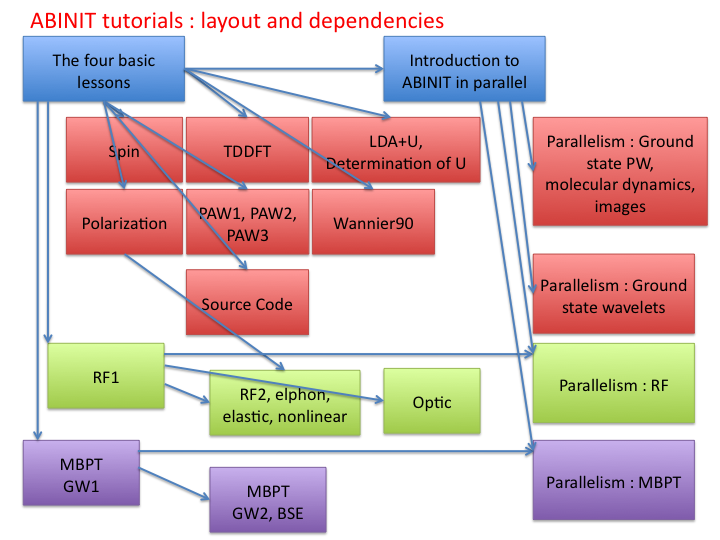 ABINIT tutorials : layout and dependencies
The four basic
lessons
Introduction to
ABINIT in parallel
Spin
TDDFT
LDA+U,
Determination of U
Parallelism : Ground
state PW,
molecular dynamics,
images
Polarization
PAW1, PAW2,
PAW3
Wannier90
Source Code
Parallelism : Ground
state wavelets
RF1
RF2, elphon,
elastic, nonlinear
Optic
Parallelism : RF
MBPT
GW1
MBPT
GW2, BSE
Parallelism : MBPT